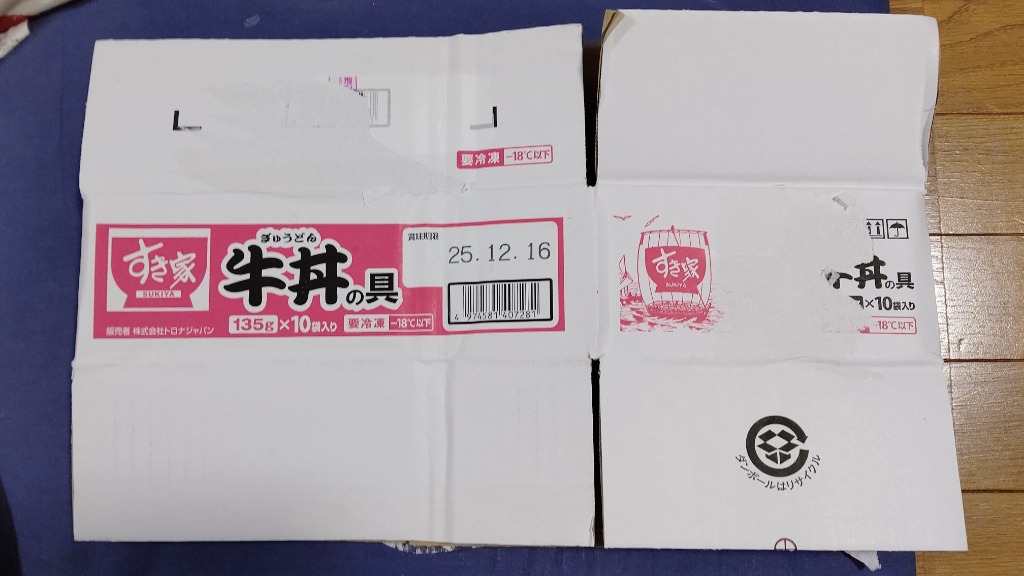 要冷凍 -18℃以下
すき家
SUKIYA
ぎゅうどん
牛丼の具
135g×10袋入り 要冷凍 -18℃以下
販売者 株式会社トロナジャパン
賞味期限
25.12.16
4 974581 407281
すき家
SUKIYA
丼の具
×10袋入り
-18℃以下
ダンボールはリサイクル